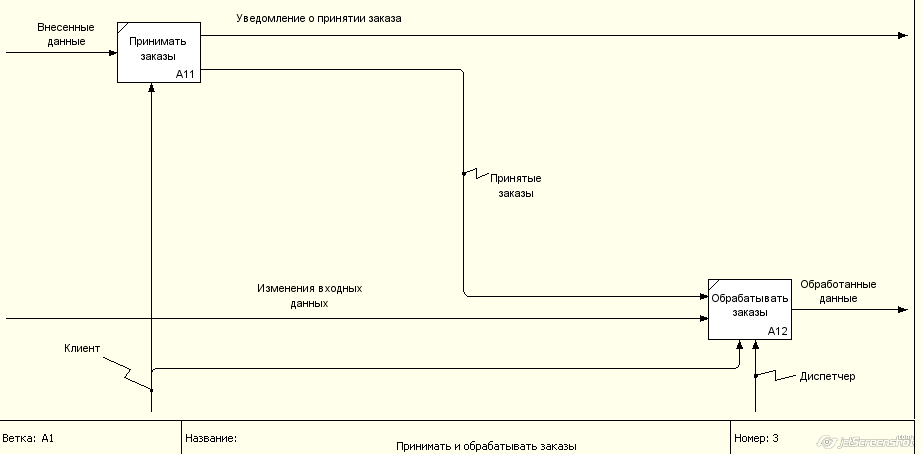 Уведомление о принятии заказа
Внесенные
данные
Принимать
заказы
A11
Принятые
заказы
Изменения входных
данных
Обрабатывать
заказы
A12
Обработанные
данные
Клиент
Диспетчер
Ветка: A1
Название:
Принимать и обрабатывать заказы
Номер: 3
jetScreenshot